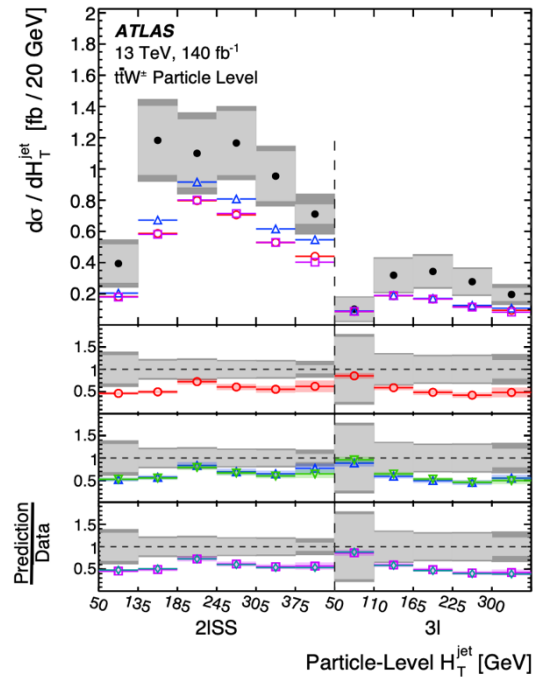 ATLAS
13 TeV, 140 fb⁻¹
tt̄W± Particle Level
dσ / dH_T^jet [fb / 20 GeV]
1.8
1.6
1.4
1.2
1
0.8
0.6
0.4
0.2
1.5
1
0.5
1.5
1
0.5
1.5
1
0.5
Prediction
Data
50 135 185 245 305 375 50 110 165 225 300
2lSS 3l
Particle-Level H_T^jet [GeV]